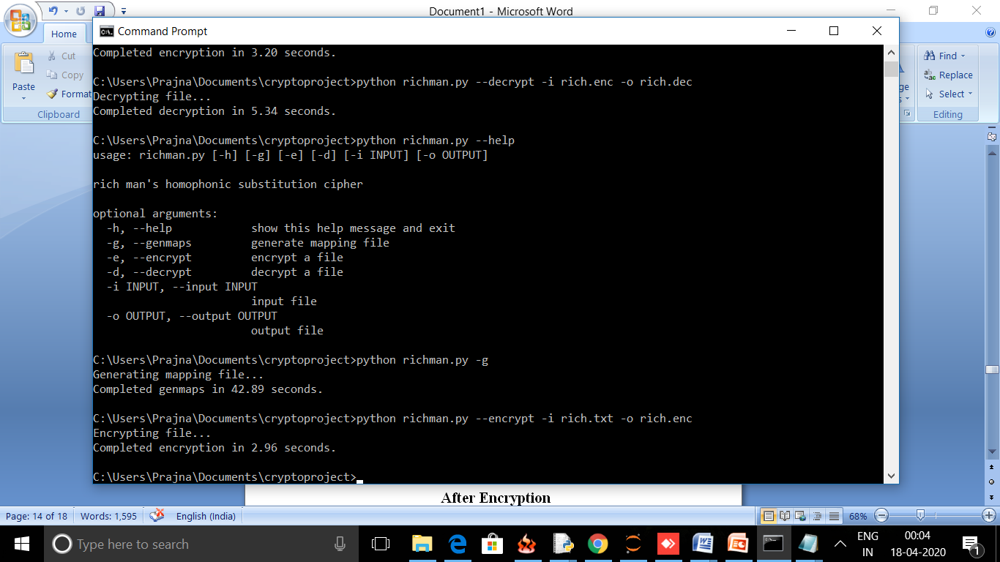 Document1 - Microsoft Word
Home
Cut
Copy
Format
Paste
Clipboard
Find
Replace
Select
ge
s
Editing
Command Prompt
Completed encryption in 3.20 seconds.
C:\Users\Prajna\Documents\cryptoproject>python richman.py --decrypt -i rich.enc -o rich.dec
Decrypting file...
Completed decryption in 5.34 seconds.
C:\Users\Prajna\Documents\cryptoproject>python richman.py --help
usage: richman.py [-h] [-g] [-e] [-d] [-i INPUT] [-o OUTPUT]
rich man's homophonic substitution cipher
optional arguments:
-h, --help show this help message and exit
-g, --genmaps generate mapping file
-e, --encrypt encrypt a file
-d, --decrypt decrypt a file
-i INPUT, --input INPUT
input file
-o OUTPUT, --output OUTPUT
output file
C:\Users\Prajna\Documents\cryptoproject>python richman.py -g
Generating mapping file...
Completed genmaps in 42.89 seconds.
C:\Users\Prajna\Documents\cryptoproject>python richman.py --encrypt -i rich.txt -o rich.enc
Encrypting file...
Completed encryption in 2.96 seconds.
C:\Users\Prajna\Documents\cryptoproject>
After Encryption
Page: 14 of 18 Words: 1,595 English (India) 68%
Type here to search
ENG
IN
00:04
18-04-2020
1